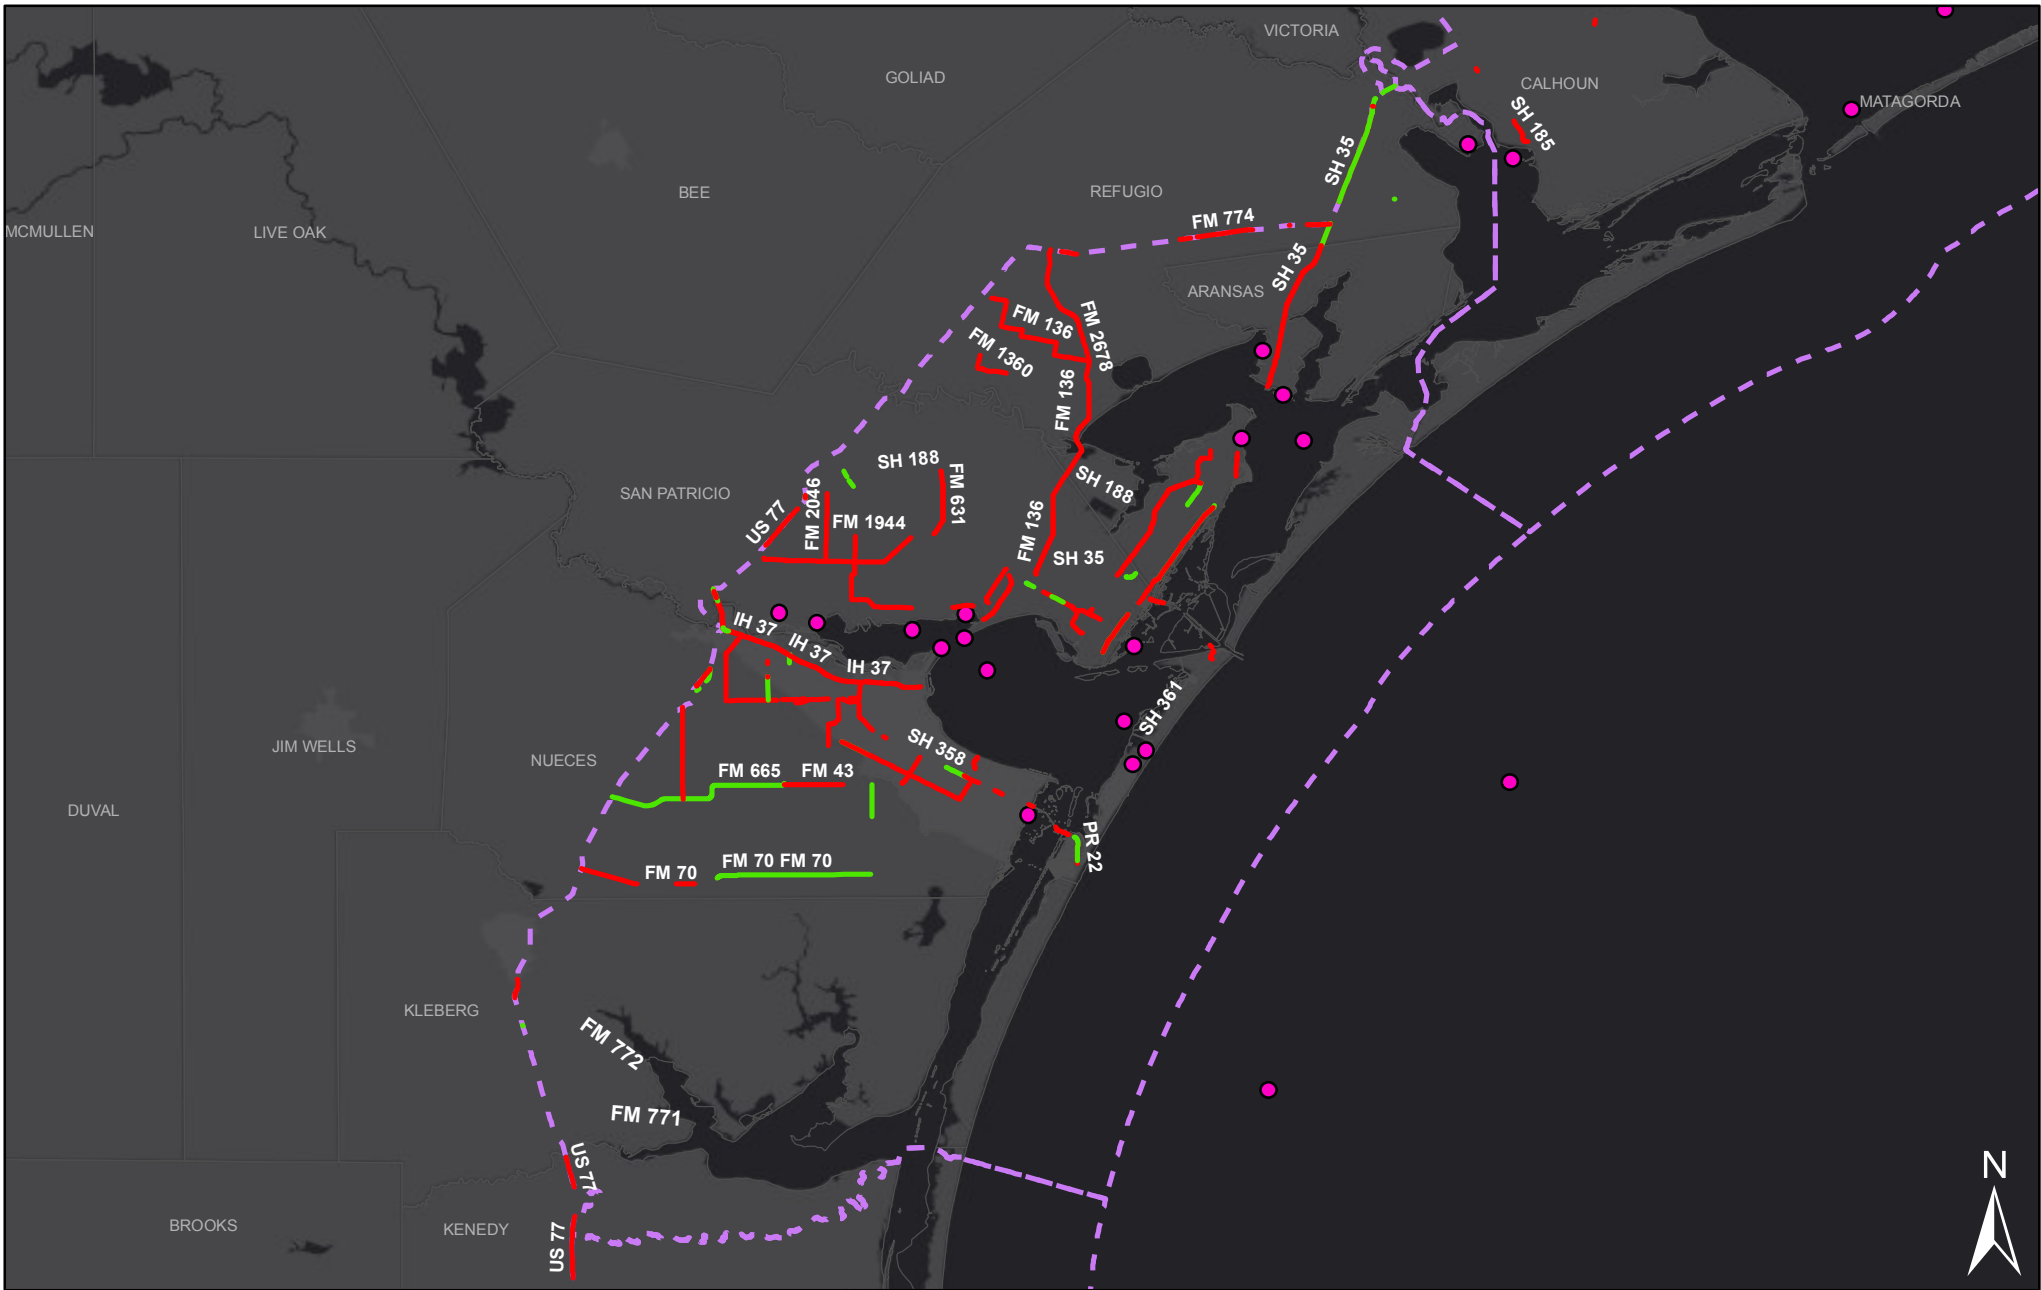 VICTORIA
GOLIAD
CALHOUN
MATAGORDA
SH 185
SH 35
BEE
REFUGIO
FM 774
MCMULLEN
LIVE OAK
SH 35
ARANSAS
FM 136
FM 2678
FM 1360
FM 136
SH 188
FM 631
SH 188
SAN PATRICIO
FM 2046
US 77
FM 1944
FM 136
SH 35
IH 37
IH 37
IH 37
SH 361
JIM WELLS
NUECES
SH 358
FM 665
FM 43
DUVAL
PR 22
FM 70
FM 70 FM 70
KLEBERG
FM 772
FM 771
US 77
N
BROOKS
KENEDY
US 77